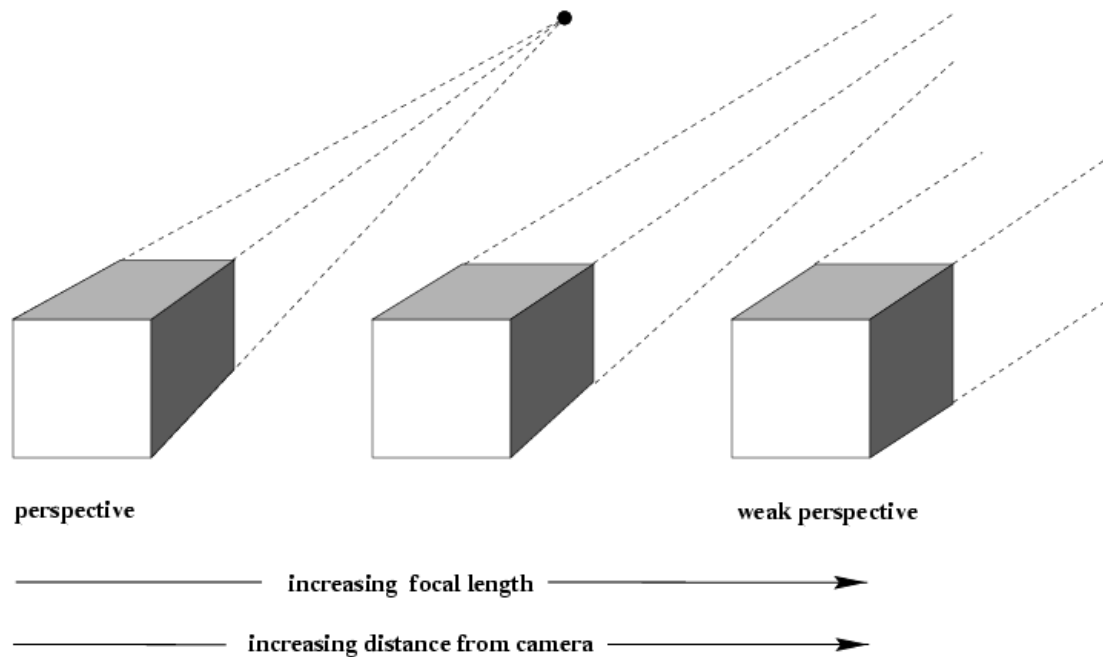 perspective
weak perspective
increasing focal length
increasing distance from camera